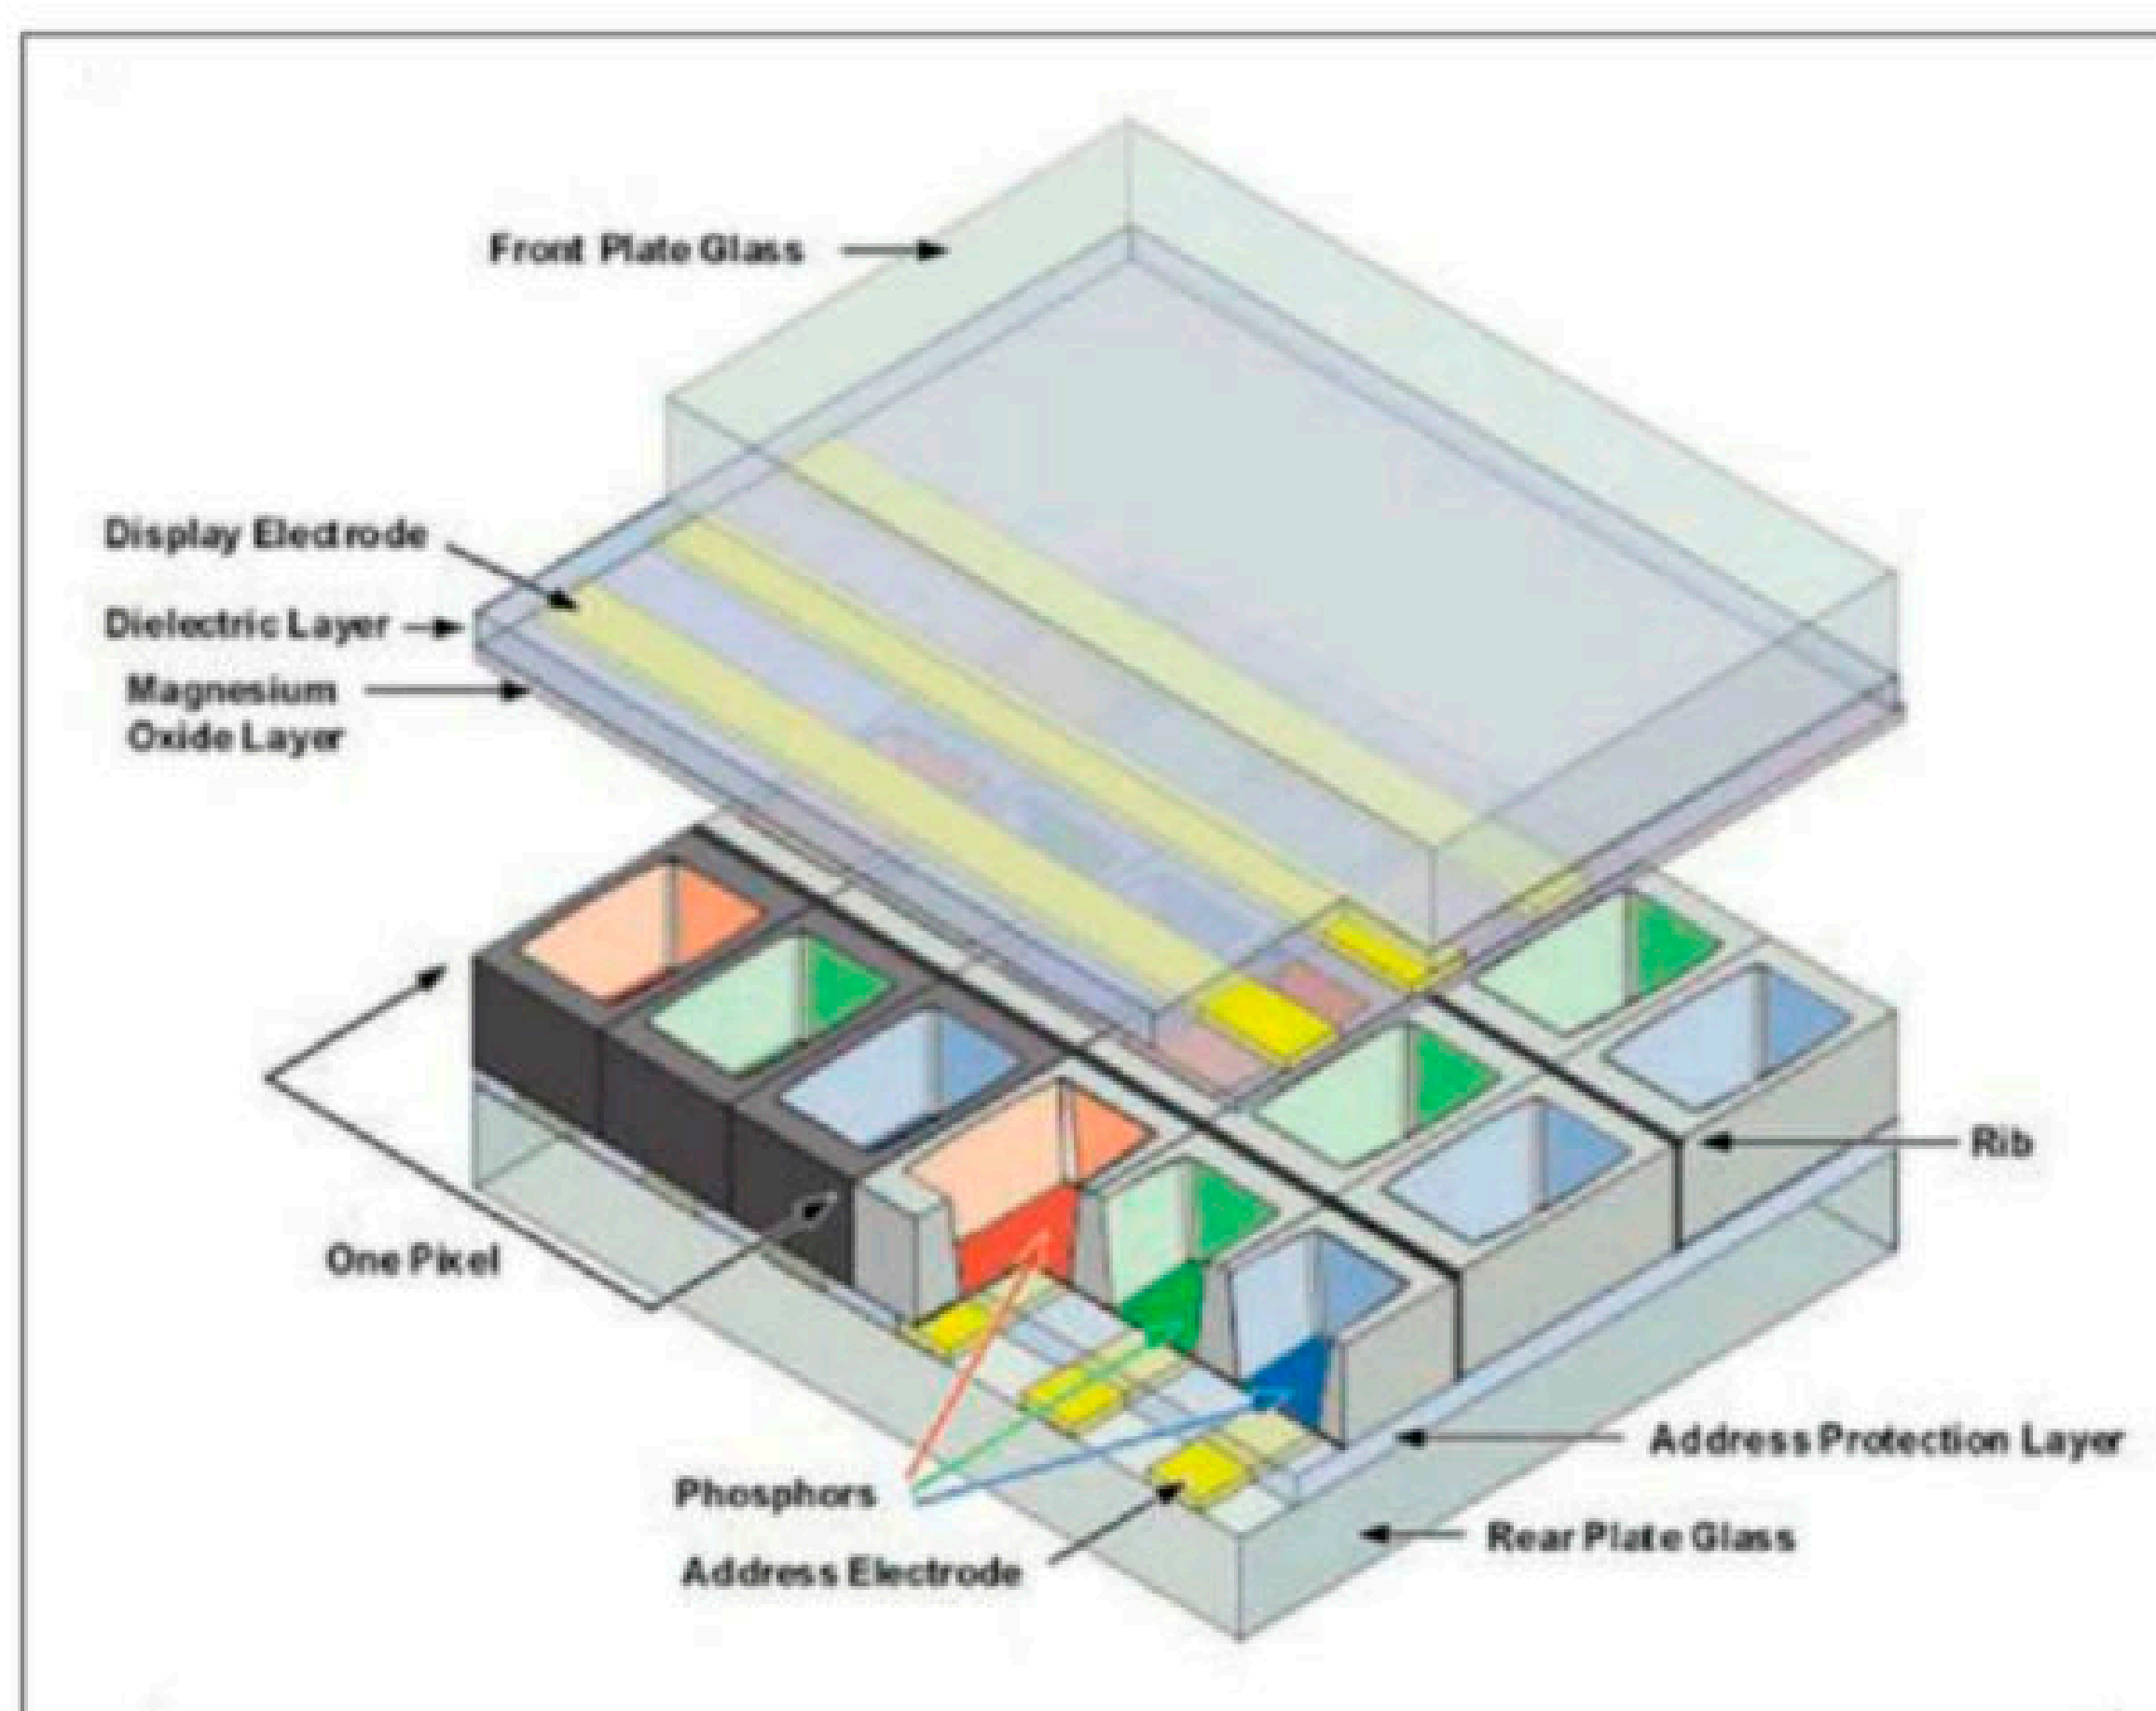 Front Plate Glass
Display Electrode
Dielectric Layer
Magnesium
Oxide Layer
Rib
One Pixel
Address Protection Layer
Phosphors
Rear Plate Glass
Address Electrode